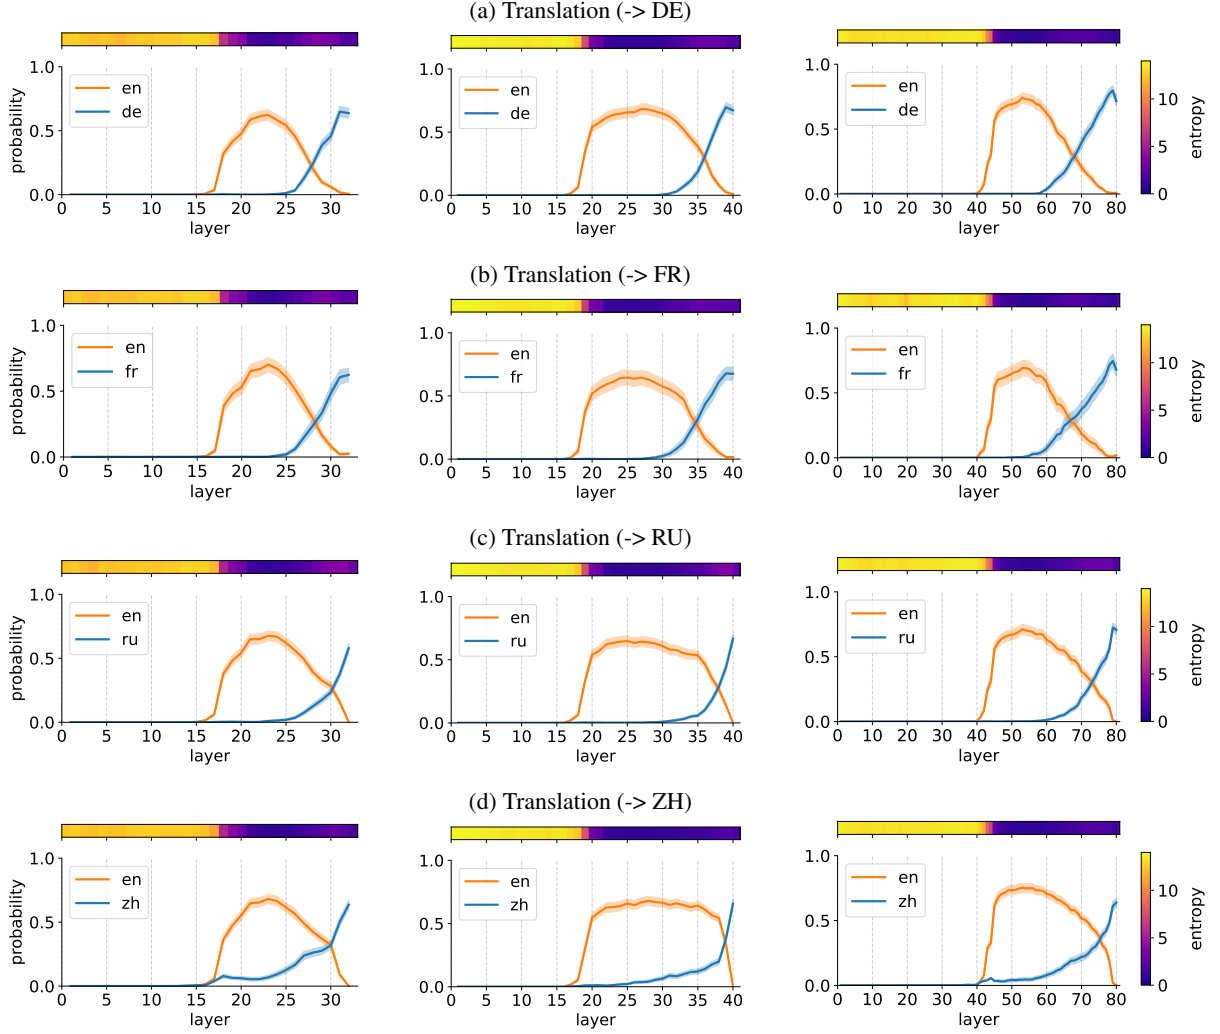 (a) Translation (-> DE)
1.0
0.5
0.0
probability
en
de
0 5 10 15 20 25 30
layer
1.0
0.5
0.0
en
de
0 5 10 15 20 25 30 35 40
layer
1.0
0.5
0.0
en
de
0 10 20 30 40 50 60 70 80
layer
10
5
0
entropy
(b) Translation (-> FR)
1.0
0.5
0.0
probability
en
fr
0 5 10 15 20 25 30
layer
1.0
0.5
0.0
en
fr
0 5 10 15 20 25 30 35 40
layer
1.0
0.5
0.0
en
fr
0 10 20 30 40 50 60 70 80
layer
10
5
0
entropy
(c) Translation (-> RU)
1.0
0.5
0.0
probability
en
ru
0 5 10 15 20 25 30
layer
1.0
0.5
0.0
en
ru
0 5 10 15 20 25 30 35 40
layer
1.0
0.5
0.0
en
ru
0 10 20 30 40 50 60 70 80
layer
10
5
0
entropy
(d) Translation (-> ZH)
1.0
0.5
0.0
probability
en
zh
0 5 10 15 20 25 30
layer
1.0
0.5
0.0
en
zh
0 5 10 15 20 25 30 35 40
layer
1.0
0.5
0.0
en
zh
0 10 20 30 40 50 60 70 80
layer
10
5
0
entropy